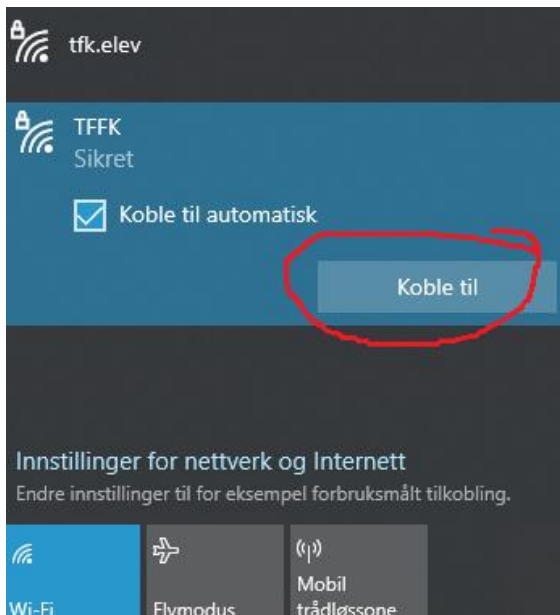 tfk.elev
TFFK
Sikret
Koble til automatisk
Koble til
Innstillinger for nettverk og Internett
Endre innstillinger til for eksempel forbruksmålt tilkobling.
Wi-Fi
Flymodus
Mobil
trådløssone